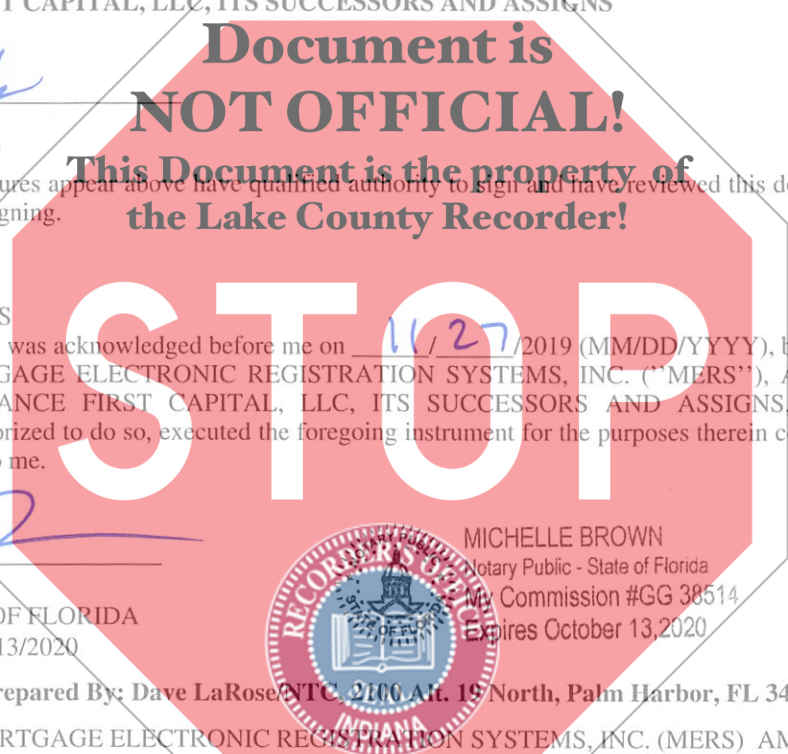 T CAPITAL, LLC, ITS SUCCESSORS AND ASSIGNS
Document is
NOT OFFICIAL!
This Document is the property of
the Lake County Recorder!
ures appear above have qualified authority to sign and have reviewed this d
gning.
STOP
S
was acknowledged before me on 11/27/2019 (MM/DD/YYYY), b
GAGE ELECTRONIC REGISTRATION SYSTEMS, INC. ("MERS"), A
ANCE FIRST CAPITAL, LLC, ITS SUCCESSORS AND ASSIGNS,
orized to do so, executed the foregoing instrument for the purposes therein c
o me.
MICHELLE BROWN
Notary Public - State of Florida
My Commission #GG 38514
Expires October 13,2020
NOTARY PUBLIC
STATE OF FLORIDA
RECORDER'S OFFICE
INDIANA
OF FLORIDA
13/2020
repared By: Dave LaRose/NTC, 2100 Alt. 19 North, Palm Harbor, FL 34
RTGAGE ELECTRONIC REGISTRATION SYSTEMS, INC. (MERS) AM